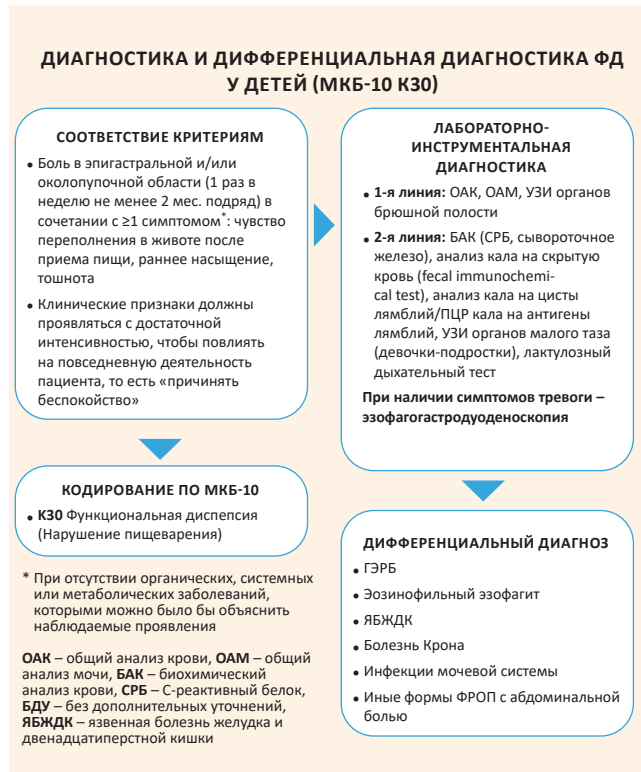 ДИАГНОСТИКА И ДИФФЕРЕНЦИАЛЬНАЯ ДИАГНОСТИКА ФД
У ДЕТЕЙ (МКБ-10 К30)
СООТВЕТСТВИЕ КРИТЕРИЯМ
• Боль в эпигастральной и/или
околопупочной области (1 раз в
неделю не менее 2 мес. подряд) в
сочетании с ≥1 симптомом*: чувство
переполнения в животе после
приема пищи, раннее насыщение,
тошнота
• Клинические признаки должны
проявляться с достаточной
интенсивностью, чтобы повлиять
на повседневную деятельность
пациента, то есть «причинять
беспокойство»
КОДИРОВАНИЕ ПО МКБ-10
• К30 Функциональная диспепсия
(Нарушение пищеварения)
* При отсутствии органических, системных
или метаболических заболеваний,
которыми можно было бы объяснить
наблюдаемые проявления
ОАК – общий анализ крови, ОАМ – общий
анализ мочи, БАК – биохимический
анализ крови, СРБ – С-реактивный белок,
БДУ – без дополнительных уточнений,
ЯБЖДК – язвенная болезнь желудка и
двенадцатиперстной кишки
ЛАБОРАТОРНО-
ИНСТРУМЕНТАЛЬНАЯ
ДИАГНОСТИКА
• 1-я линия: ОАК, ОАМ, УЗИ органов
брюшной полости
• 2-я линия: БАК (СРБ, сывороточное
железо), анализ кала на скрытую
кровь (fecal immunochemi-
cal test), анализ кала на цисты
лямблий/ПЦР кала на антигены
лямблий, УЗИ органов малого таза
(девочки-подростки), лактулозный
дыхательный тест
При наличии симптомов тревоги –
эзофагогастродуоденоскопия
ДИФФЕРЕНЦИАЛЬНЫЙ ДИАГНОЗ
• ГЭРБ
• Эозинофильный эзофагит
• ЯБЖДК
• Болезнь Крона
• Инфекции мочевой системы
• Иные формы ФРОП с абдоминальной
болью